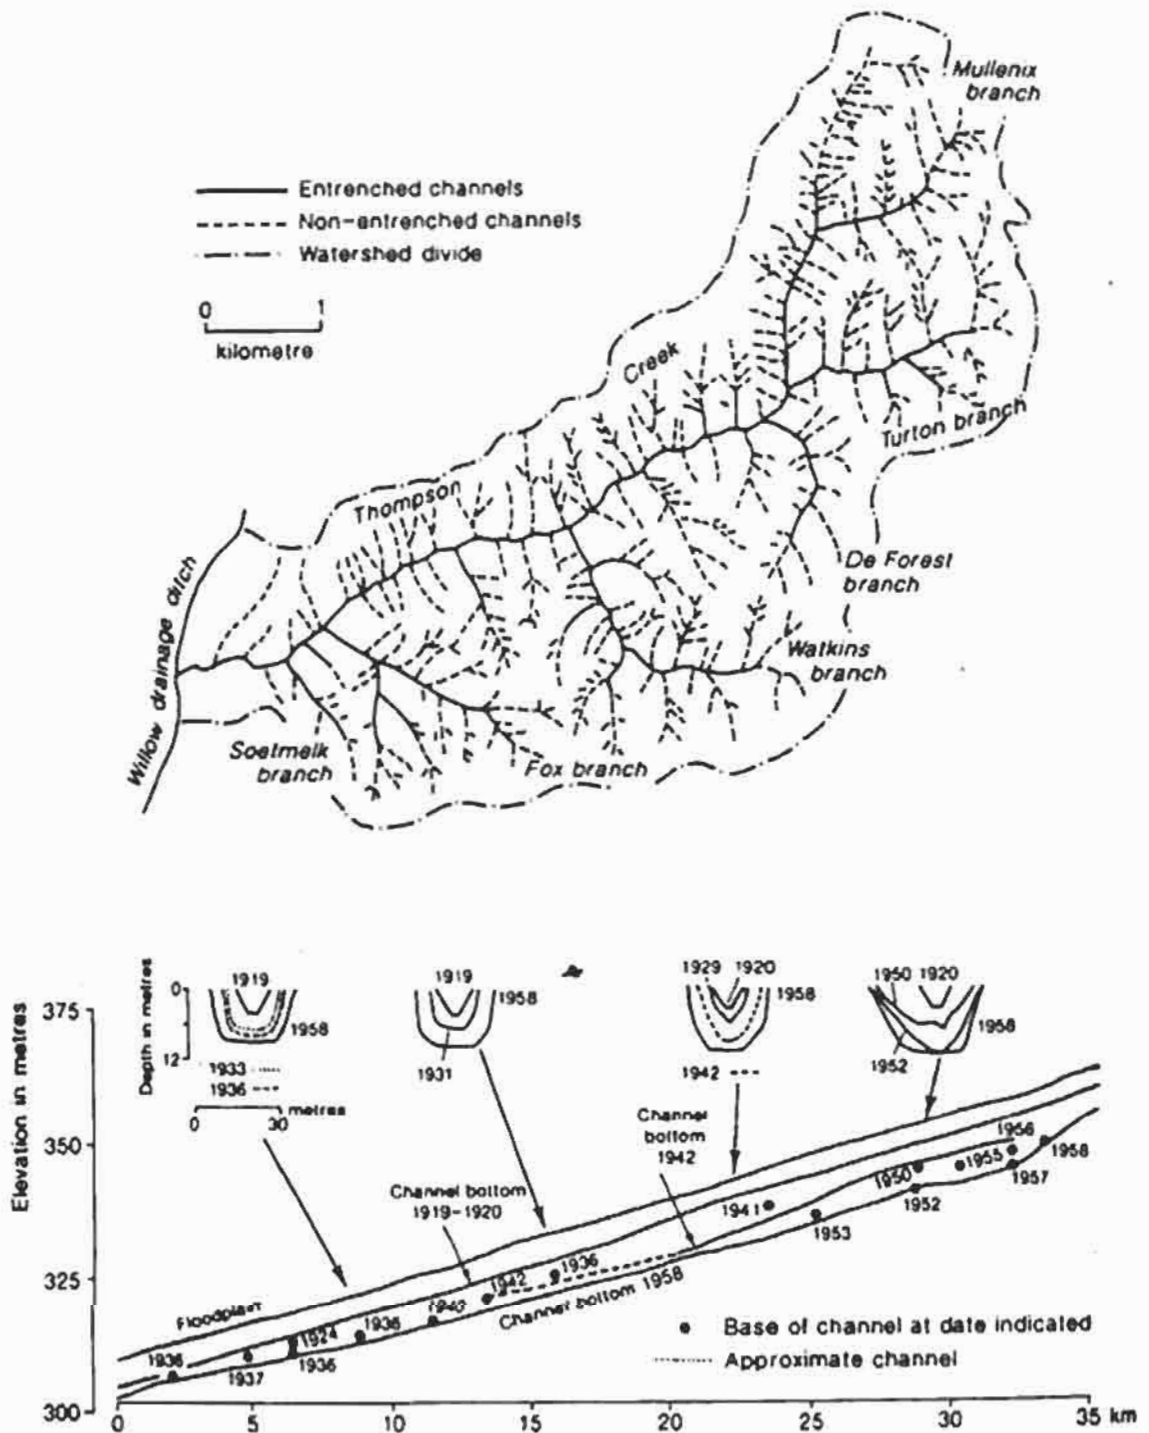 Mullenix
branch
Entrenched channels
Non-entrenched channels
Watershed divide
0 1
kilometre
Creek
Turton branch
Thompson
De Forest
branch
Willow drainage ditch
Watkins
branch
Soetmelk
branch
Fox branch
Elevation in metres
375
350
325
300
Depth in metres
0
12
1919
1958
1933
1936
0 30 metres
1919
1958
1931
1929 1920
1958
1942
1950 1920
1958
1952
Channel
bottom
1942
Channel bottom
1919-1920
Floodplain
1938
1937
1924
1936
1938
1940
1942
1936
Channel bottom 1958
1941
1953
1950
1952
1955
1956
1957
1958
Base of channel at date indicated
Approximate channel
0 5 10 15 20 25 30 35 km